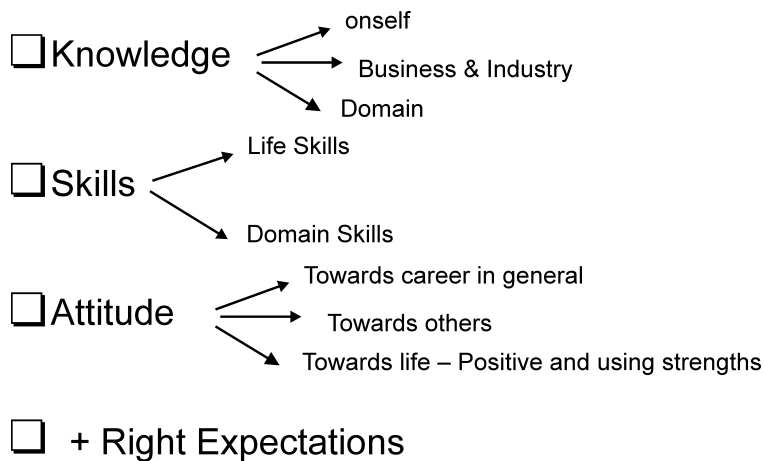 onself
❏ Knowledge
Business & Industry
Domain
Life Skills
❏ Skills
Domain Skills
Towards career in general
❏ Attitude
Towards others
Towards life – Positive and using strengths
❏ + Right Expectations